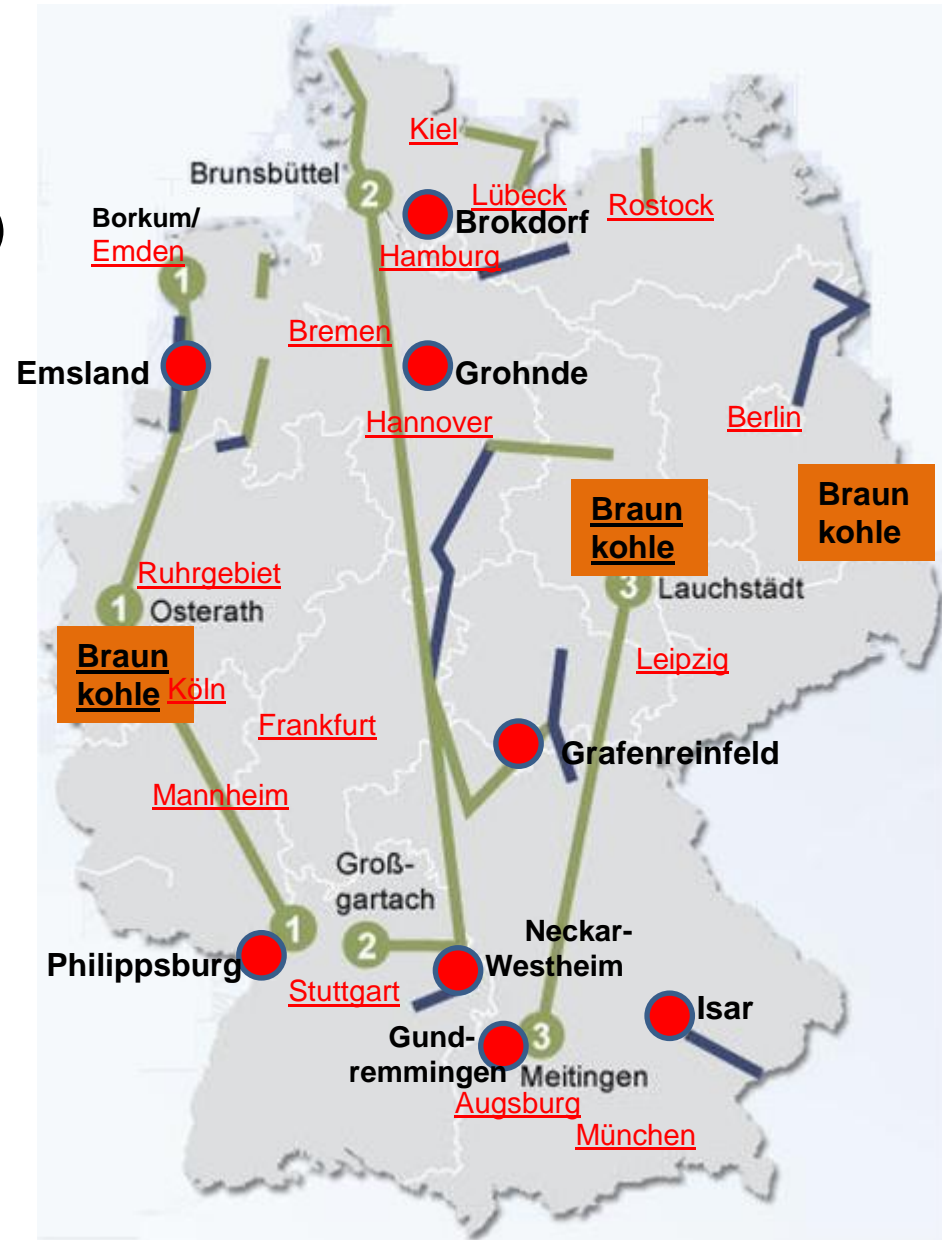 Kiel
Brunsbüttel
2
Lübeck
Rostock
)
Borkum/
Emden
Brokdorf
Hamburg
1
Bremen
Emsland
Grohnde
Hannover
Berlin
Braun
kohle
Braun
kohle
Ruhrgebiet
1
Osterath
3
Lauchstädt
Braun
kohle
Köln
Leipzig
Frankfurt
Grafenreinfeld
Mannheim
Groß-
gartach
1
2
Neckar-
Westheim
Philippsburg
Stuttgart
Isar
Gund-
remmingen
3
Meitingen
Augsburg
München